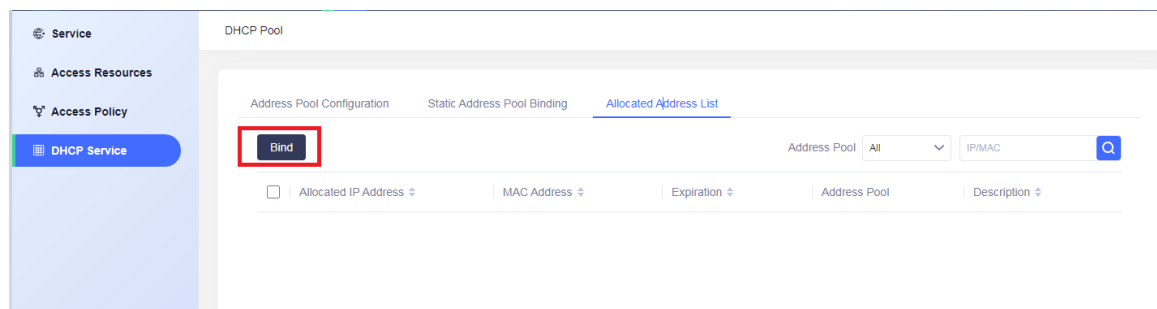 Service
DHCP Pool
Access Resources
Address Pool Configuration Static Address Pool Binding Allocated Address List
Access Policy
DHCP Service
Bind
Address Pool All IP/MAC
Allocated IP Address MAC Address Expiration Address Pool Description